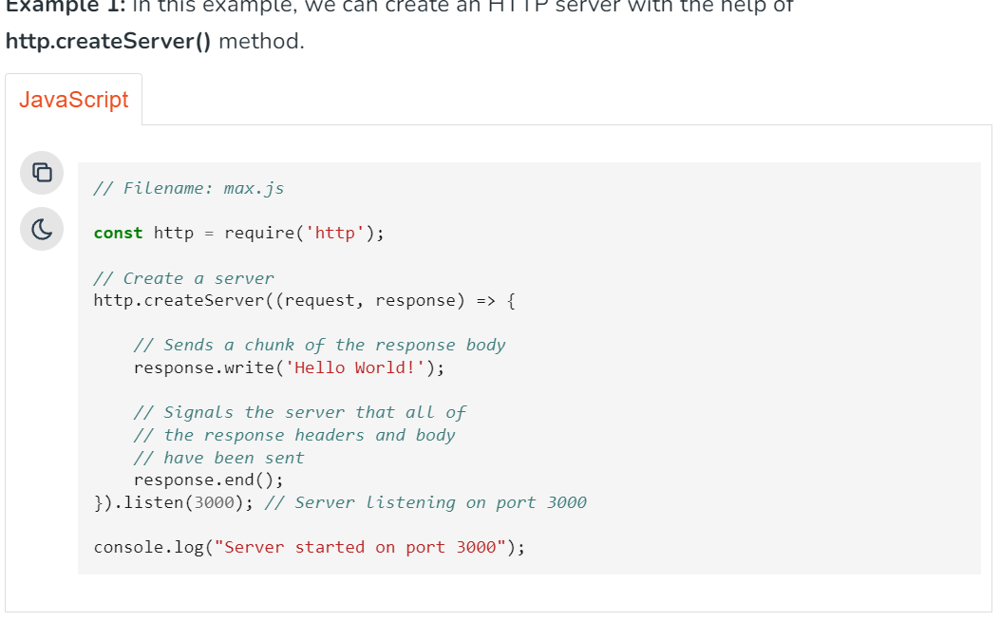 Example 1: In this example, we can create an HTTP server with the help of
http.createServer() method.
JavaScript
// Filename: max.js
const http = require('http');
// Create a server
http.createServer((request, response) => {
    // Sends a chunk of the response body
    response.write('Hello World!');
    // Signals the server that all of
    // the response headers and body
    // have been sent
    response.end();
}).listen(3000); // Server listening on port 3000
console.log("Server started on port 3000");